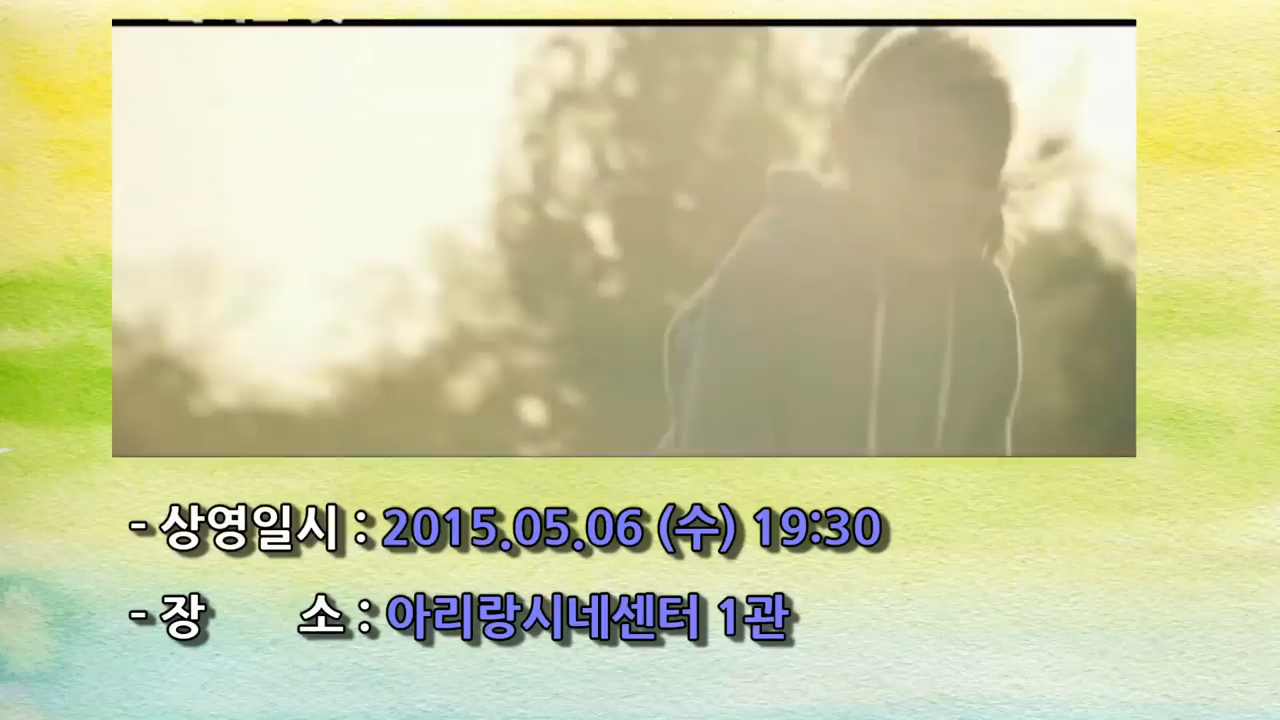 - 상영일시 : 2015.05.06 (수) 19:30
- 장 소 : 아리랑시네센터 1관